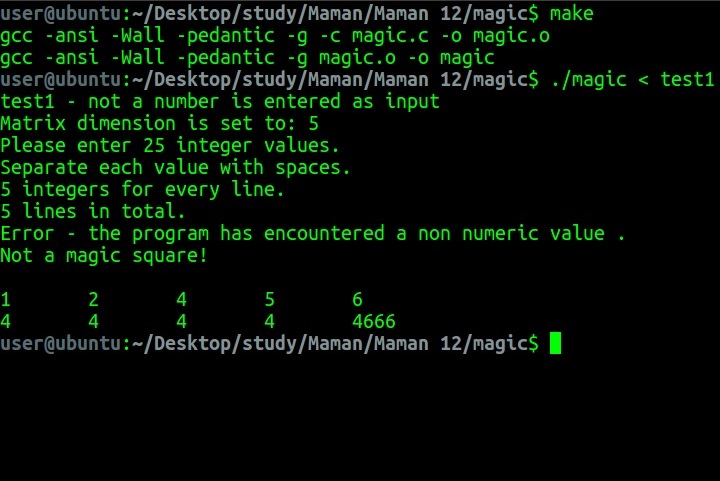 user@ubuntu:~/Desktop/study/Maman/Maman 12/magic$ make
gcc -ansi -Wall -pedantic -g -c magic.c -o magic.o
gcc -ansi -Wall -pedantic -g magic.o -o magic
user@ubuntu:~/Desktop/study/Maman/Maman 12/magic$ ./magic < test1
test1 - not a number is entered as input
Matrix dimension is set to: 5
Please enter 25 integer values.
Separate each value with spaces.
5 integers for every line.
5 lines in total.
Error - the program has encountered a non numeric value .
Not a magic square!
1 2 4 5 6
4 4 4 4 4666
user@ubuntu:~/Desktop/study/Maman/Maman 12/magic$